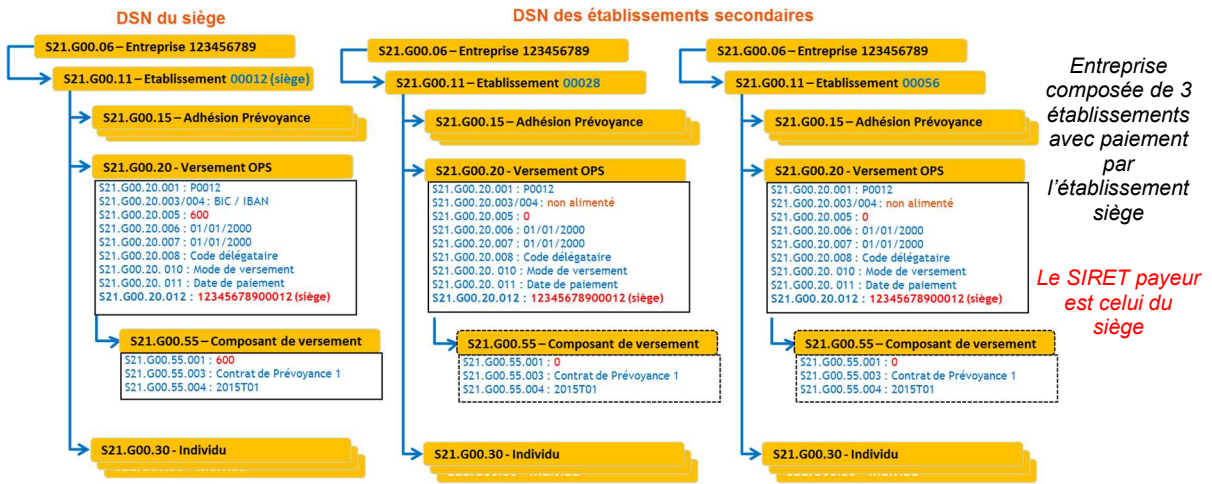 DSN du siège
S21.G00.06 – Entreprise 123456789
S21.G00.11 – Etablissement 00012 (siège)
S21.G00.15 – Adhésion Prévoyance
S21.G00.20 - Versement OPS
S21.G00.20.001 : P0012
S21.G00.20.003/004 : BIC / IBAN
S21.G00.20.005 : 600
S21.G00.20.006 : 01/01/2000
S21.G00.20.007 : 01/01/2000
S21.G00.20.008 : Code délégataire
S21.G00.20. 010 : Mode de versement
S21.G00.20. 011 : Date de paiement
S21.G00.20.012 : 12345678900012 (siège)
S21.G00.55 – Composant de versement
S21.G00.55.001 : 600
S21.G00.55.003 : Contrat de Prévoyance 1
S21.G00.55.004 : 2015T01
S21.G00.30 - Individu
DSN des établissements secondaires
S21.G00.06 – Entreprise 123456789
S21.G00.11 – Etablissement 00028
S21.G00.15 – Adhésion Prévoyance
S21.G00.20 - Versement OPS
S21.G00.20.001 : P0012
S21.G00.20.003/004 : non alimenté
S21.G00.20.005 : 0
S21.G00.20.006 : 01/01/2000
S21.G00.20.007 : 01/01/2000
S21.G00.20.008 : Code délégataire
S21.G00.20. 010 : Mode de versement
S21.G00.20. 011 : Date de paiement
S21.G00.20.012 : 12345678900012 (siège)
S21.G00.55 – Composant de versement
S21.G00.55.001 : 0
S21.G00.55.003 : Contrat de Prévoyance 1
S21.G00.55.004 : 2015T01
S21.G00.30 - Individu
S21.G00.06 – Entreprise 123456789
S21.G00.11 – Etablissement 00056
S21.G00.15 – Adhésion Prévoyance
S21.G00.20 - Versement OPS
S21.G00.20.001 : P0012
S21.G00.20.003/004 : non alimenté
S21.G00.20.005 : 0
S21.G00.20.006 : 01/01/2000
S21.G00.20.007 : 01/01/2000
S21.G00.20.008 : Code délégataire
S21.G00.20. 010 : Mode de versement
S21.G00.20. 011 : Date de paiement
S21.G00.20.012 : 12345678900012 (siège)
S21.G00.55 – Composant de versement
S21.G00.55.001 : 0
S21.G00.55.003 : Contrat de Prévoyance 1
S21.G00.55.004 : 2015T01
S21.G00.30 - Individu
Entreprise
composée de 3
établissements
avec paiement
par
l'établissement
siège
Le SIRET payeur
est celui du
siège